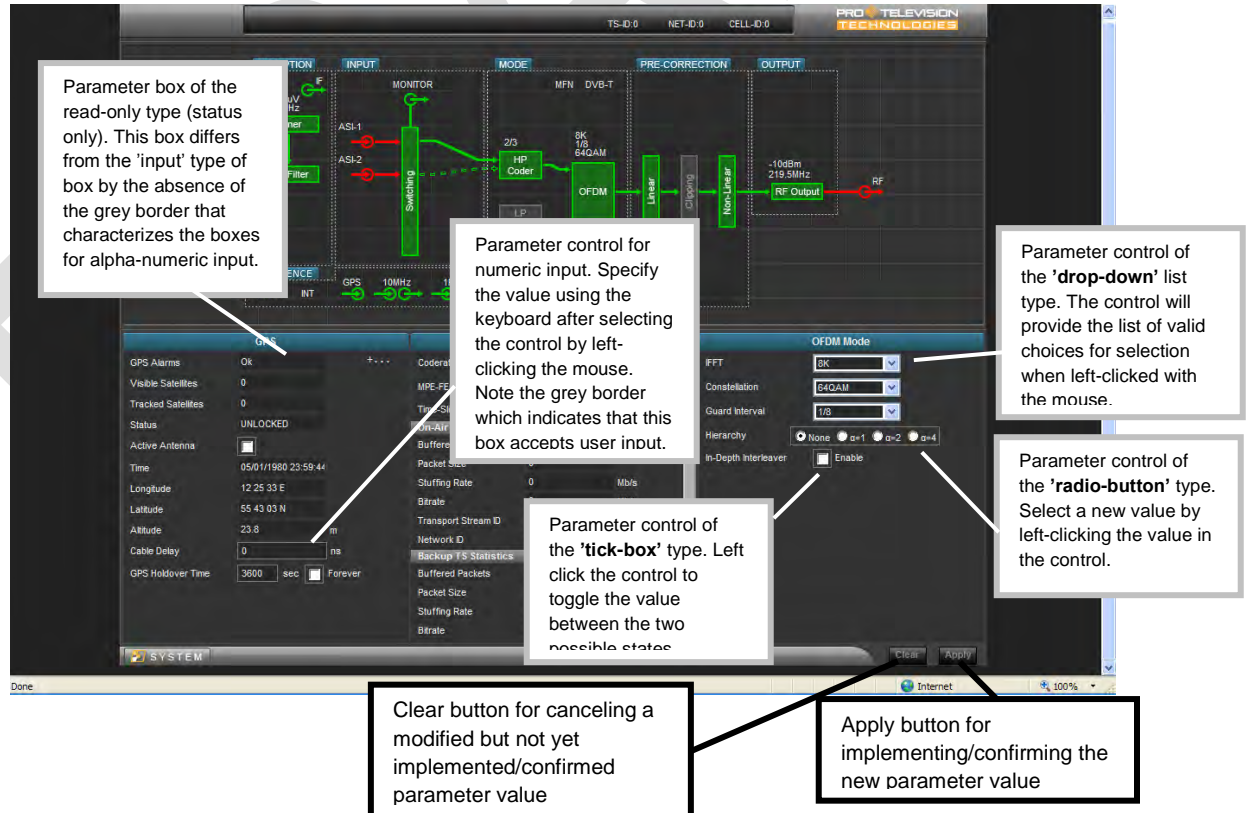 TS-ID:0 NET-ID:0 CELL-ID:0
PRO TELEVISION
TECHNOLOGIES
INPUT
MODE
PRE-CORRECTION
OUTPUT
IF
MONITOR
MFN DVB-T
ASI-1
ASI-2
Switching
2/3
HP
Coder
LP
8K
1/8
64QAM
OFDM
Linear
Clipping
Non-Linear
-10dBm
219.5MHz
RF Output
RF
Filter
INT
GPS
10MHz
Parameter box of the
read-only type (status
only). This box differs
from the 'input' type of
box by the absence of
the grey border that
characterizes the boxes
for alpha-numeric input.
Parameter control for
numeric input. Specify
the value using the
keyboard after selecting
the control by left-
clicking the mouse.
Note the grey border
which indicates that this
box accepts user input.
Parameter control of
the 'drop-down' list
type. The control will
provide the list of valid
choices for selection
when left-clicked with
the mouse.
Parameter control of
the 'radio-button' type.
Select a new value by
left-clicking the value in
the control.
Parameter control of
the 'tick-box' type. Left
click the control to
toggle the value
between the two
possible states
GPS
GPS Alarms Ok +---
Visible Satellites 0
Tracked Satellites 0
Status UNLOCKED
Active Antenna
Time 05/01/1980 23:59:44
Longitude 12 25 33 E
Latitude 55 43 03 N
Altitude 23.8 m
Cable Delay 0 ns
GPS Holdover Time 3600 sec Forever
MPE-FE
On-Air
Packet Size
Stuffing Rate 0 Mb/s
Bitrate
Transport Stream ID
Network ID
Backup TS Statistics
Buffered Packets
Packet Size
Stuffing Rate
Bitrate
OFDM Mode
IFFT 8K
Constellation 64QAM
Guard Interval 1/8
Hierarchy None α=1 α=2 α=4
In-Depth Interleaver Enable
SYSTEM
Clear Apply
Done Internet 100%
Clear button for canceling a
modified but not yet
implemented/confirmed
parameter value
Apply button for
implementing/confirming the
new parameter value